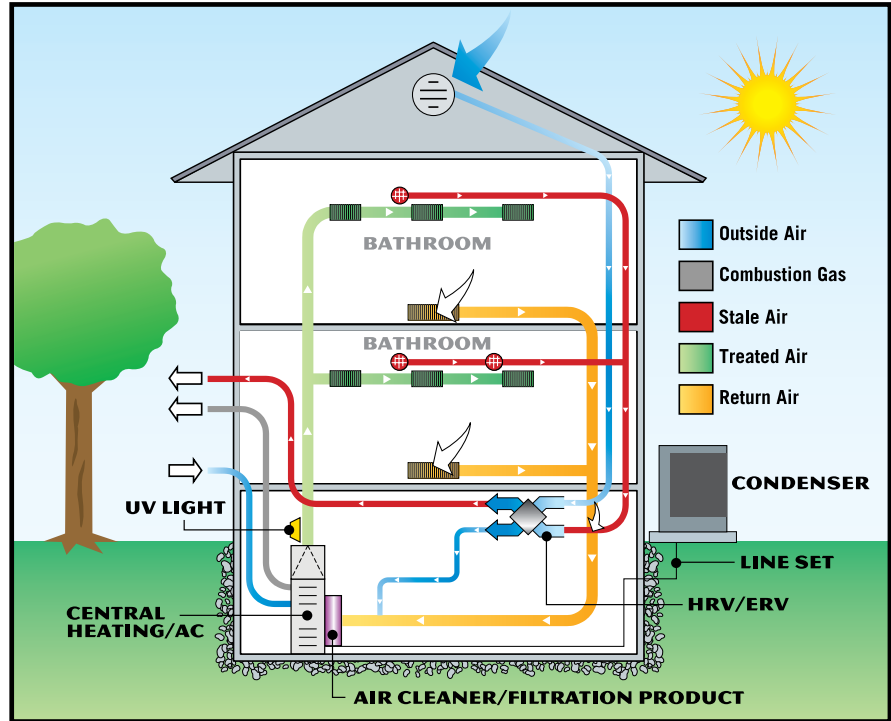 BATHROOM
BATHROOM
Outside Air
Combustion Gas
Stale Air
Treated Air
Return Air
UV LIGHT
CENTRAL
HEATING/AC
AIR CLEANER/FILTRATION PRODUCT
HRV/ERV
LINE SET
CONDENSER